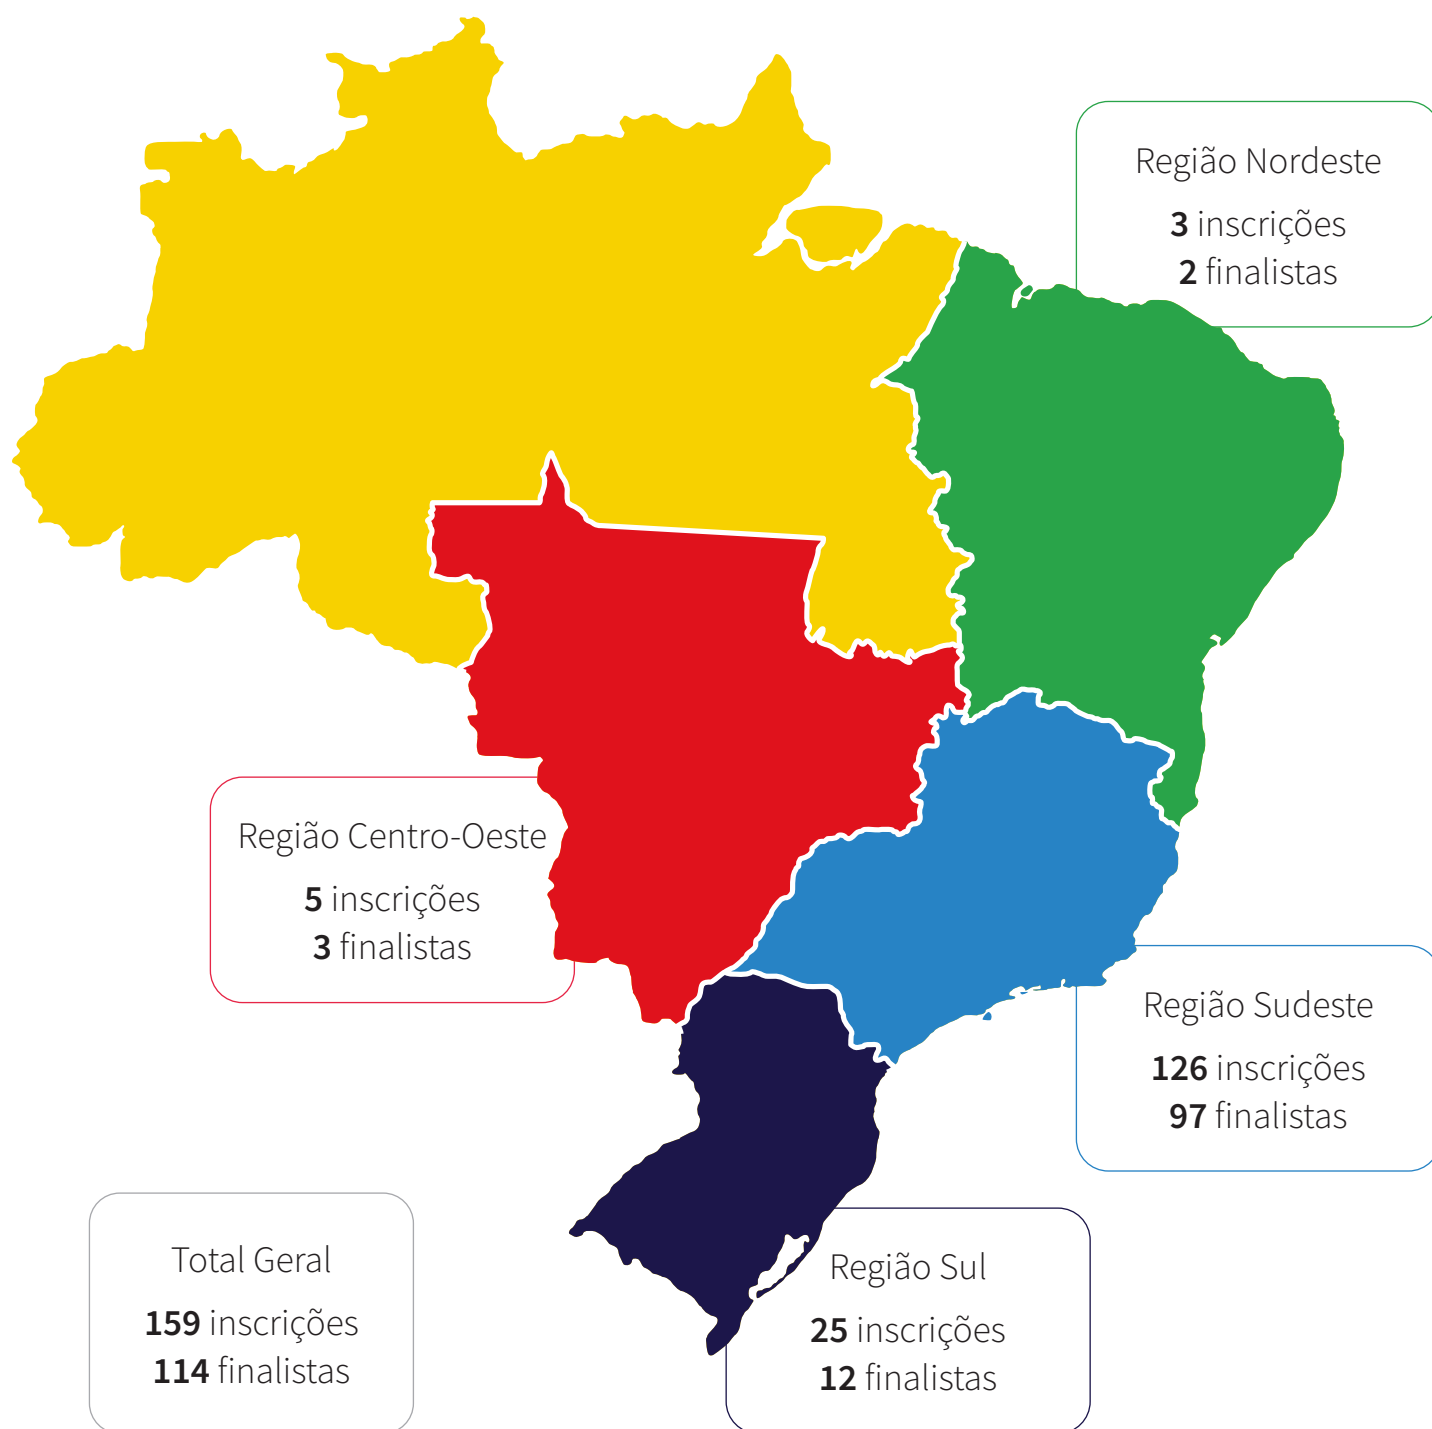 Região Nordeste
3 inscrições
2 finalistas
Região Centro-Oeste
5 inscrições
3 finalistas
Região Sudeste
126 inscrições
97 finalistas
Total Geral
159 inscrições
114 finalistas
Região Sul
25 inscrições
12 finalistas